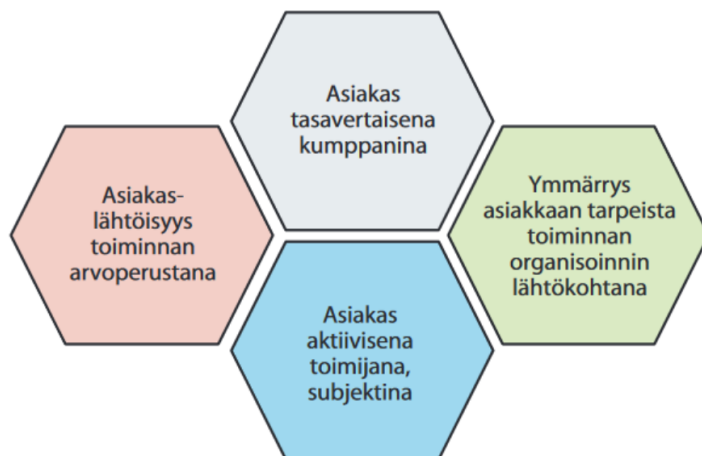 Asiakas
tasavertaisena
kumppanina
Asiakas-
lähtöisyys
toiminnan
arvoperustana
Ymmärrys
asiakkaan tarpeista
toiminnan
organisoinnin
lähtökohtana
Asiakas
aktiivisena
toimijana,
subjektina